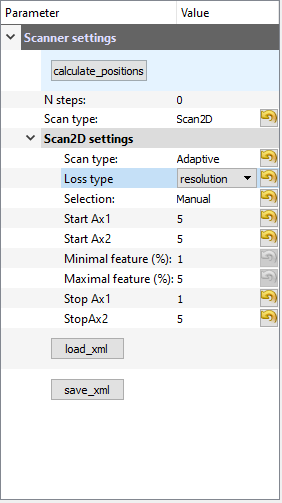 Parameter Value
Scanner settings
calculate_positions
N steps: 0
Scan type: Scan2D
Scan2D settings
Scan type: Adaptive
Loss type resolution
Selection: Manual
Start Ax1 5
Start Ax2 5
Minimal feature (%): 1
Maximal feature (%): 5
Stop Ax1 1
StopAx2 5
load_xml
save_xml